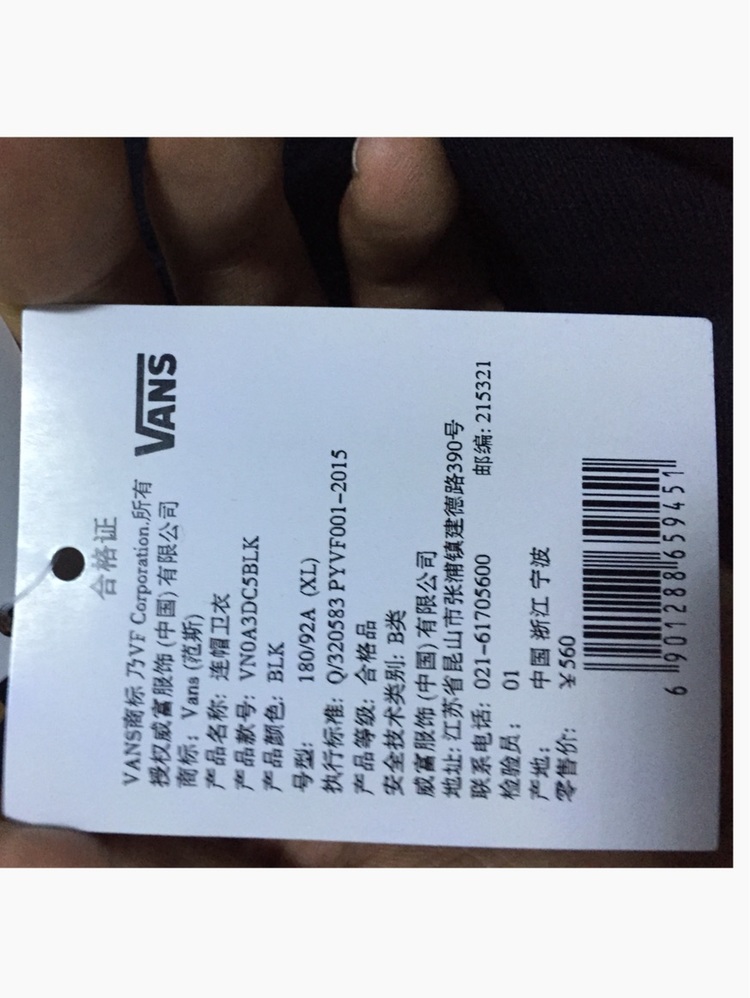 合格证
VANS
VANS商标 乃VF Corporation.所有
授权威富服饰(中国)有限公司
商标: Vans (范斯)
产品名称: 连帽卫衣
产品款号: VN0A3DC5BLK
产品颜色: BLK
号型: 180/92A (XL)
执行标准: Q/320583 PYVF001-2015
产品等级: 合格品
安全技术类别: B类
威富服饰(中国)有限公司
地址: 江苏省昆山市张浦镇建德路390号
联系电话: 021-61705600 邮编: 215321
检验员: 01
产地: 中国 浙江 宁波
零售价: ¥560
6 901288 659451